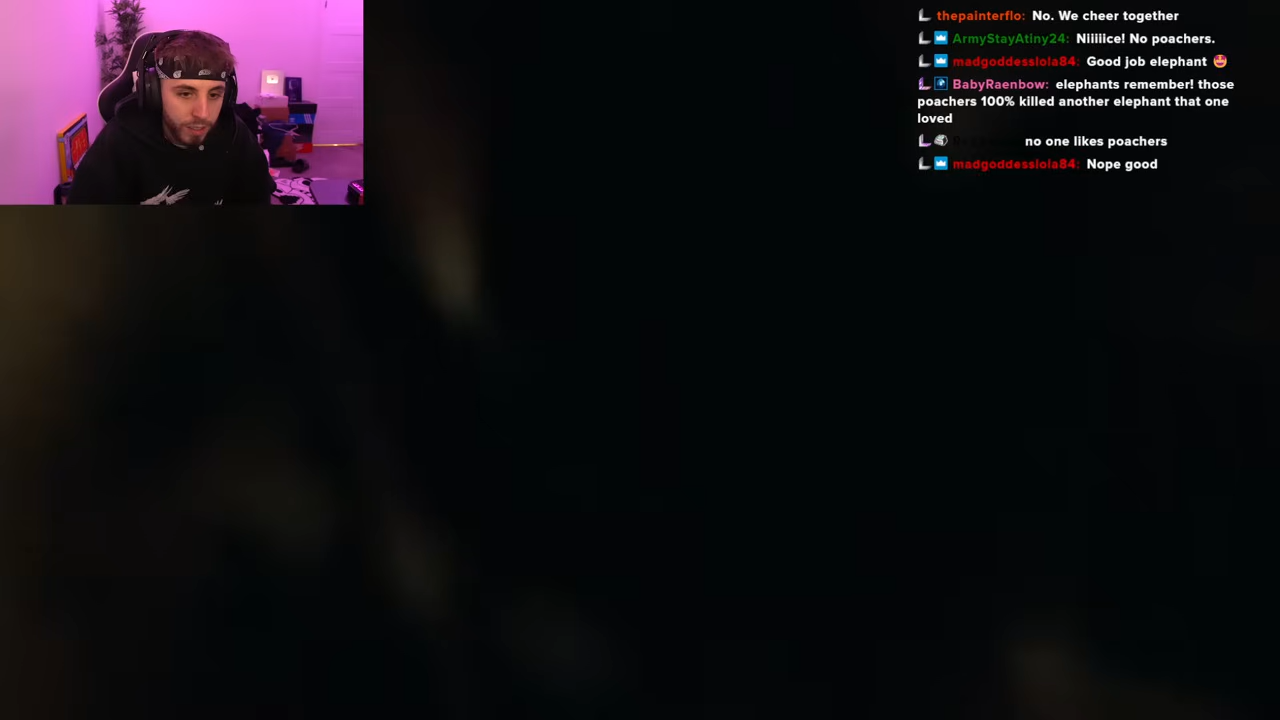 thepainterflo: No. We cheer together
ArmyStayAtiny24: Niiiiice! No poachers.
madgoddesslola84: Good job elephant 🤩
BabyRaenbow: elephants remember! those
poachers 100% killed another elephant that one
loved
no one likes poachers
madgoddesslola84: Nope good